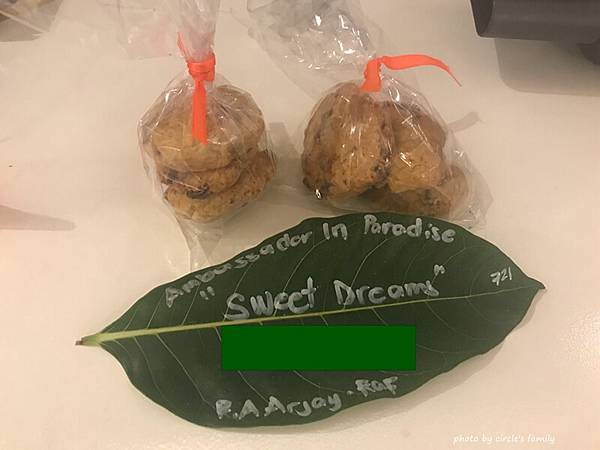 Ambassador In Paradise
"Sweet Dreams"
721
R.A. Arjay - Raf
photo by circle's family